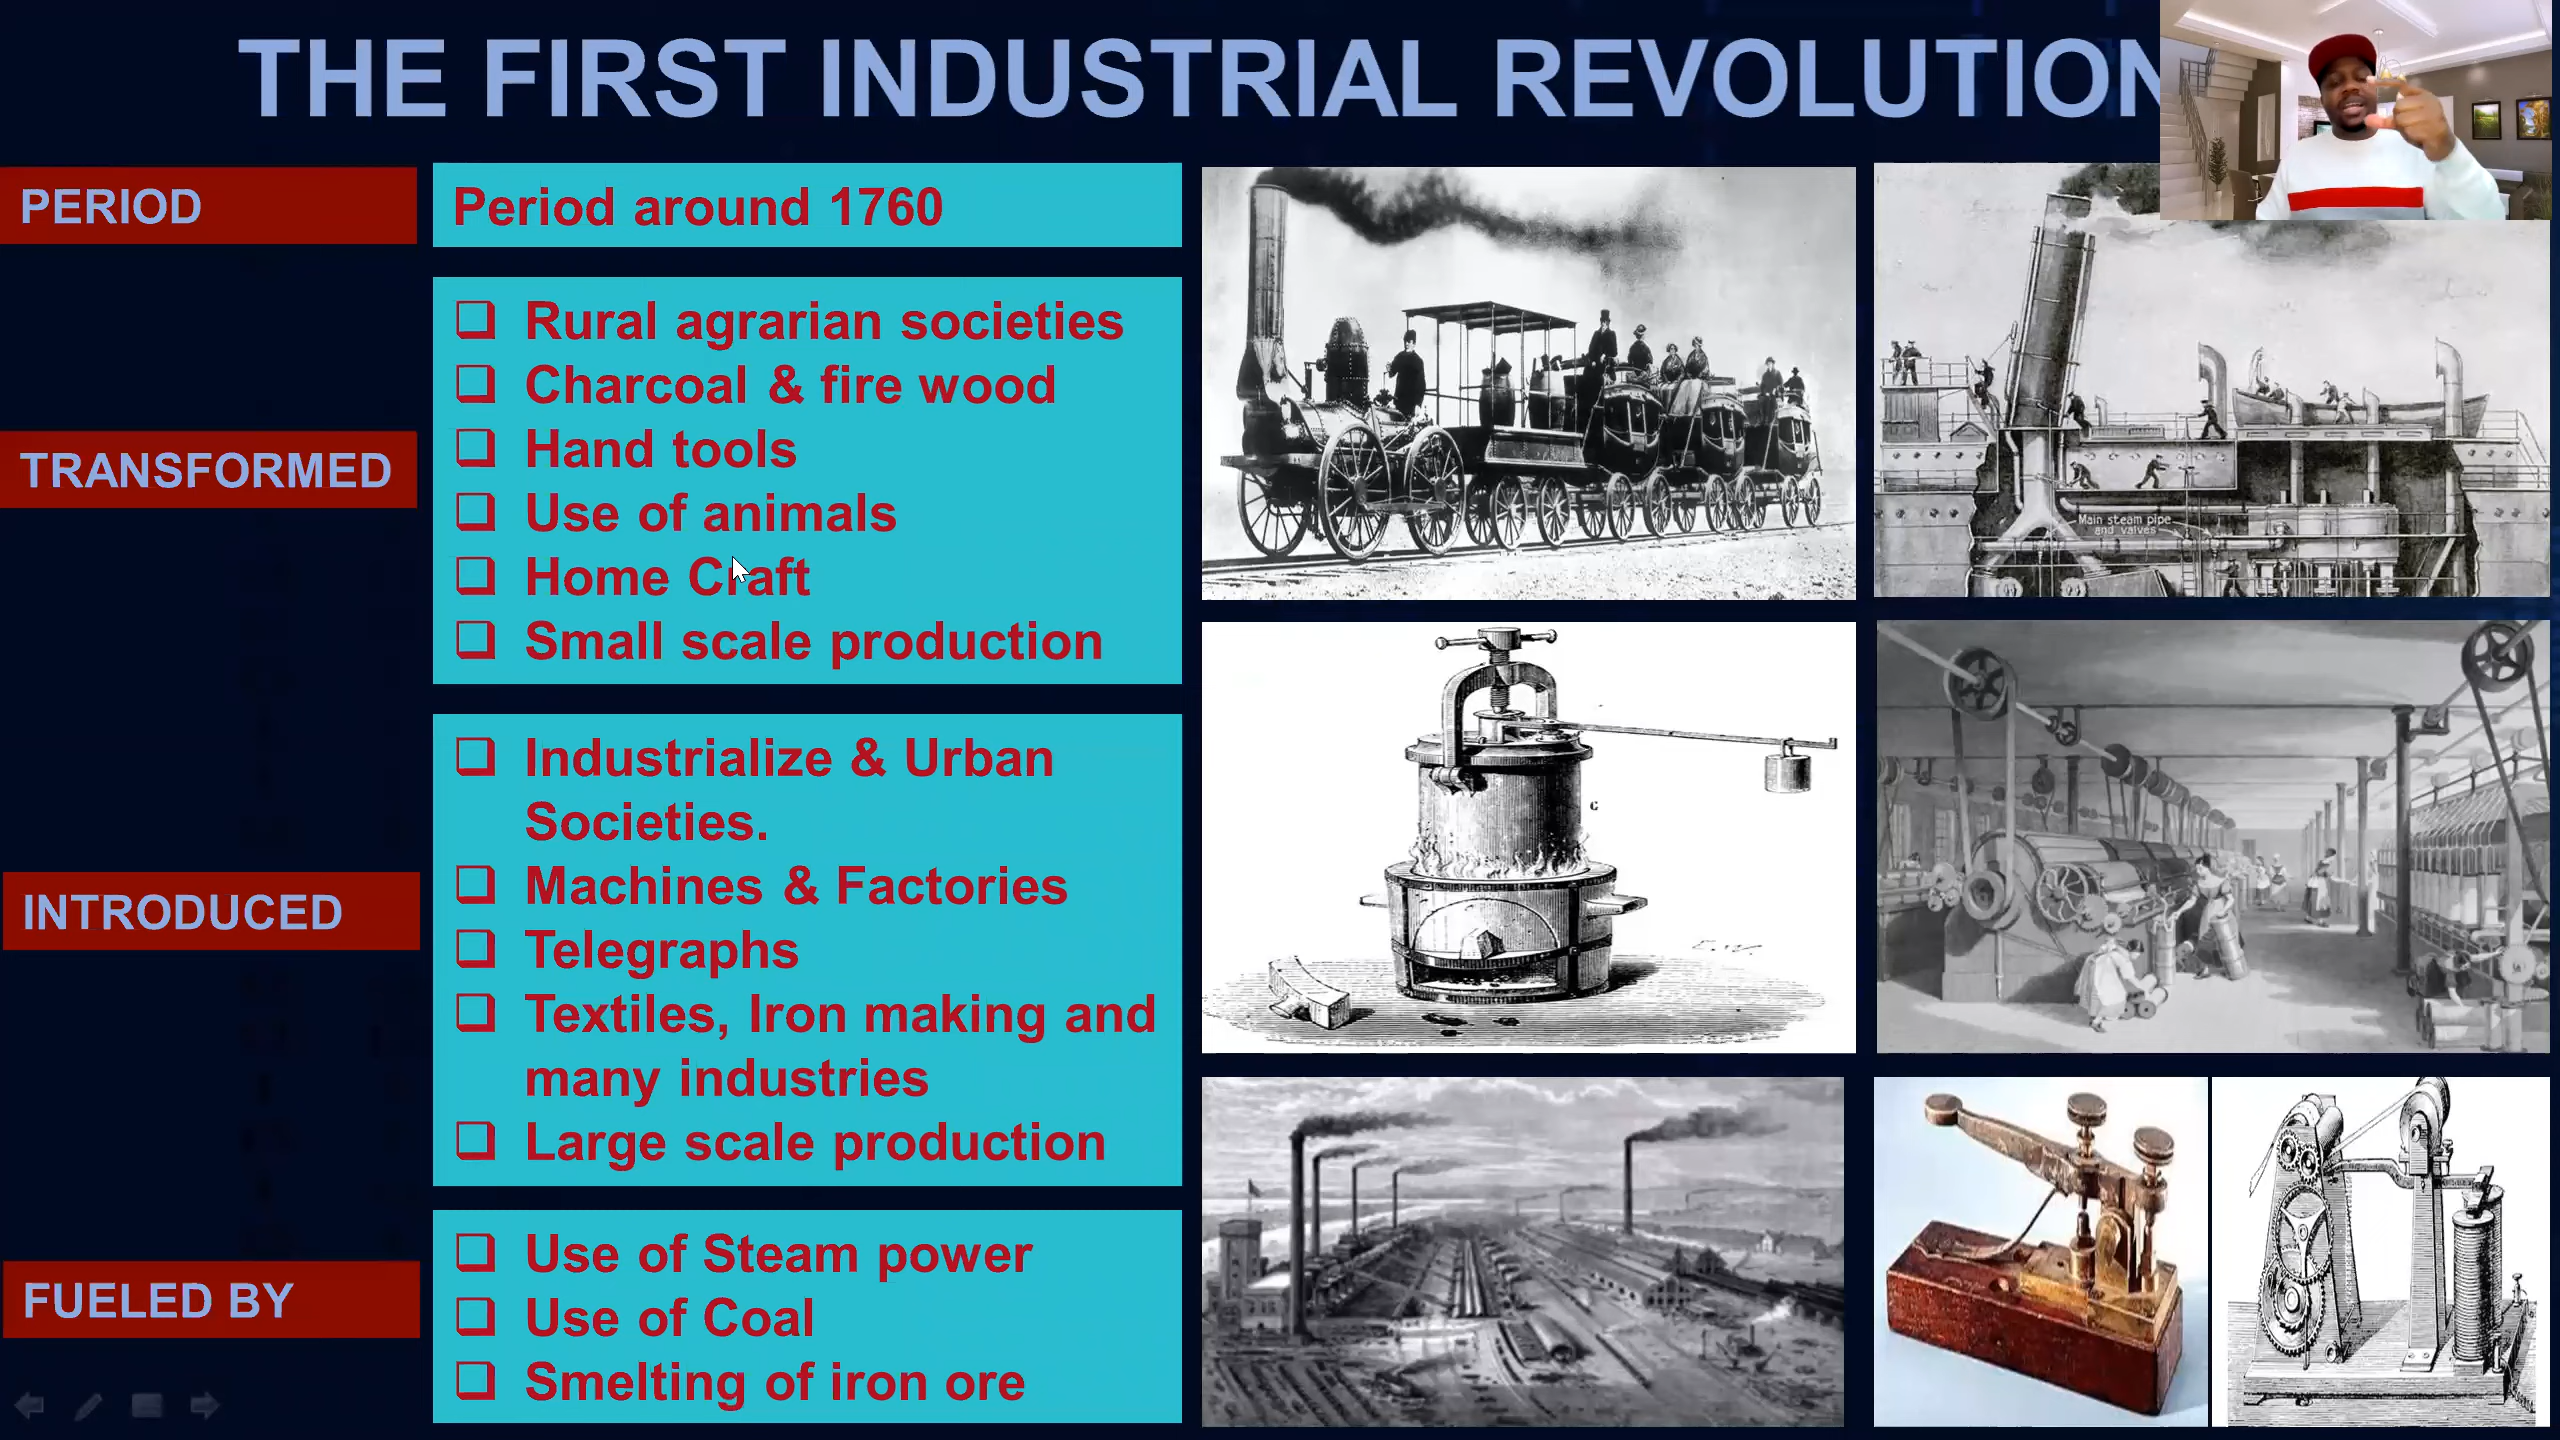 THE FIRST INDUSTRIAL REVOLUTION
PERIOD
Period around 1760
TRANSFORMED
Rural agrarian societies
Charcoal & fire wood
Hand tools
Use of animals
Home Craft
Small scale production
INTRODUCED
Industrialize & Urban
Societies.
Machines & Factories
Telegraphs
Textiles, Iron making and
many industries
Large scale production
FUELED BY
Use of Steam power
Use of Coal
Smelting of iron ore
Main steam pipe
and valves
C